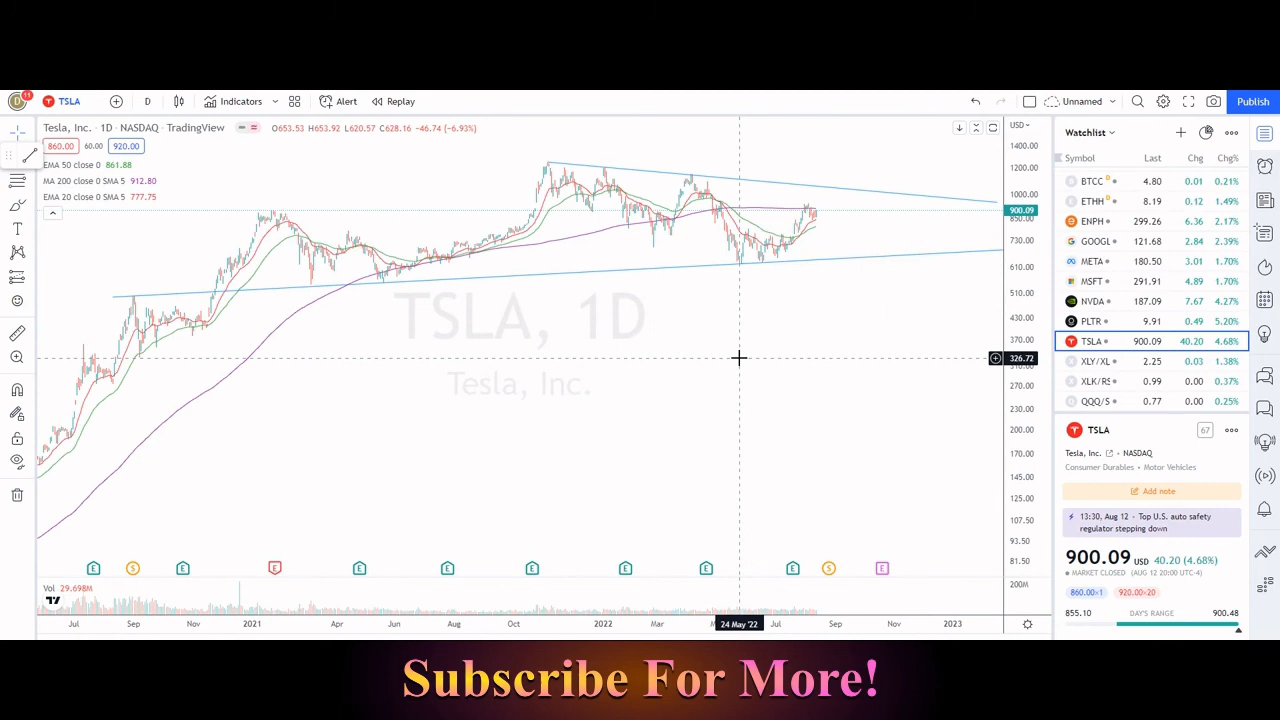 11
TSLA
D
Indicators
Alert
Replay
Unnamed
Publish
Tesla, Inc. · 1D · NASDAQ · TradingView
O653.53 H653.92 L620.57 C628.16 -46.74 (-6.93%)
860.00 60.00 920.00
EMA 50 close 0 861.88
MA 200 close 0 SMA 5 912.80
EMA 20 close 0 SMA 5 777.75
TSLA, 1D
Tesla, Inc.
USD
1400.00
1200.00
1000.00
900.09
850.00
730.00
600.00
510.00
430.00
370.00
326.72
270.00
230.00
200.00
170.00
145.00
125.00
107.50
93.50
81.50
200M
Vol 29.698M
Jul Sep Nov 2021 Apr Jun Aug Oct 2022 Mar 24 May '22 Jul Sep Nov 2023
Watchlist
Symbol Last Chg Chg%
BTCC D 4.80 0.01 0.21%
ETHH D 8.19 0.12 1.49%
ENPH 299.26 6.36 2.17%
GOOGL 121.68 2.84 2.39%
META 180.50 3.01 1.70%
MSFT 291.91 4.89 1.70%
NVDA 187.09 7.67 4.27%
PLTR 9.91 0.49 5.20%
TSLA 900.09 40.20 4.68%
XLY/XL 2.25 0.03 1.38%
XLK/RS 0.99 0.00 0.37%
QQQ/S 0.77 0.00 0.25%
TSLA 67
Tesla, Inc. · NASDAQ
Consumer Durables · Motor Vehicles
Add note
13:30, Aug 12 - Top U.S. auto safety
regulator stepping down
900.09 USD 40.20 (4.68%)
MARKET CLOSED (AUG 12 20:00 UTC-4)
860.00×1 920.00×20
855.10 DAY'S RANGE 900.48
Subscribe For More!